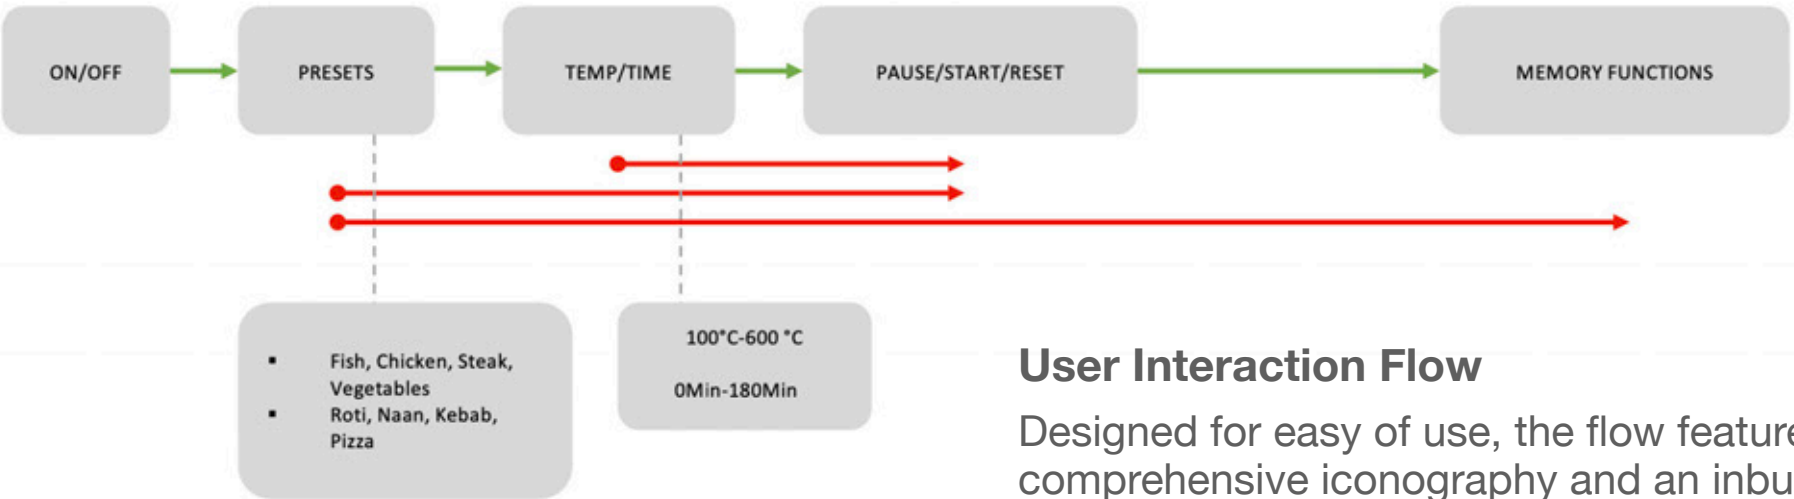 ON/OFF
PRESETS
TEMP/TIME
PAUSE/START/RESET
MEMORY FUNCTIONS
▪ Fish, Chicken, Steak,
Vegetables
▪ Roti, Naan, Kebab,
Pizza
100°C-600 °C
0Min-180Min
User Interaction Flow
Designed for easy of use, the flow feature
comprehensive iconography and an inbu